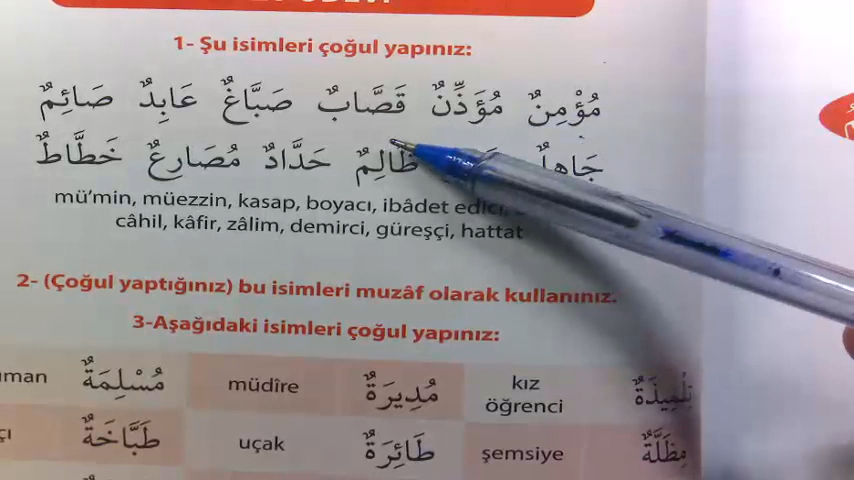 1- Şu isimleri çoğul yapınız:
مُؤْمِنٌ مُؤَذِّنٌ قَصَّابٌ صَبَّاغٌ عَابِدٌ صَائِمٌ
جَاهِلٌ ظَالِمٌ حَدَّادٌ مُصَارِعٌ خَطَّاطٌ
mü'min, müezzin, kasap, boyacı, ibâdet edici,
câhil, kâfir, zâlim, demirci, güreşçi, hattat
2- (Çoğul yaptığınız) bu isimleri muzâf olarak kullanınız.
3-Aşağıdaki isimleri çoğul yapınız:
مُسْلِمَةٌ müdîre مُدِيرَةٌ kız öğrenci تِلْمِيذَةٌ
طَبَّاخَةٌ uçak طَائِرَةٌ şemsiye مِظَلَّةٌ